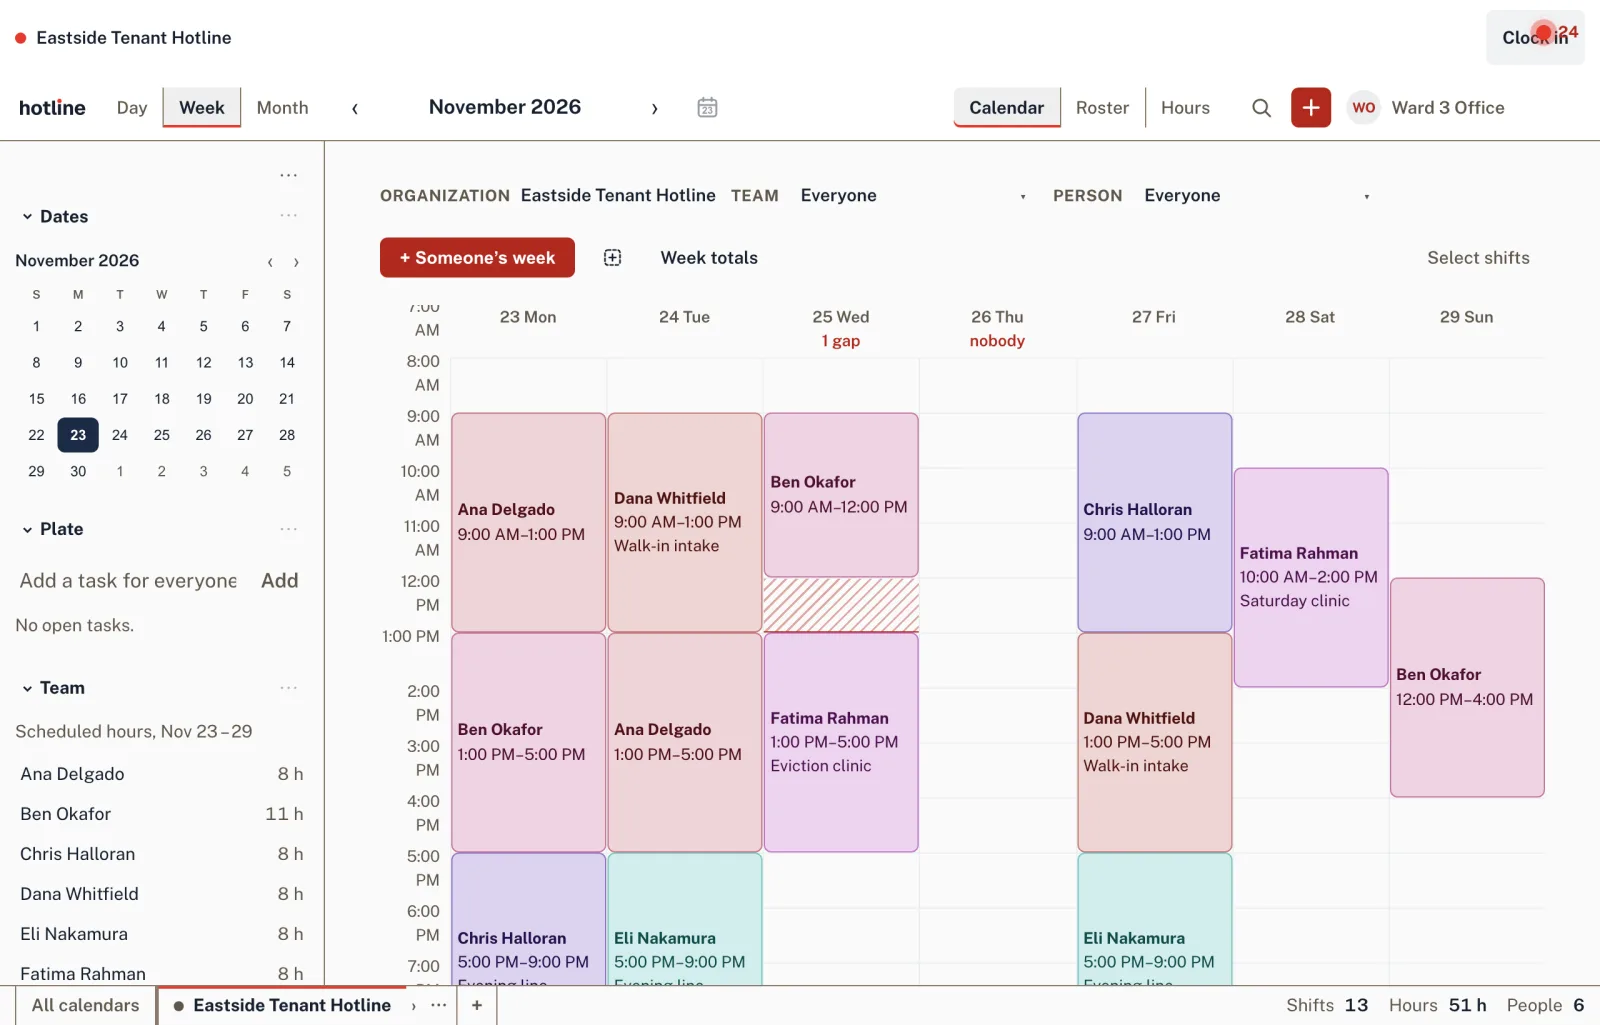 Eastside Tenant Hotline
Clock in
24
hotline
Day
Week
Month
‹
November 2026
›
23
Calendar
Roster
Hours
+
WO
Ward 3 Office
...
Dates
...
November 2026
‹ ›
S M T W T F S
1 2 3 4 5 6 7
8 9 10 11 12 13 14
15 16 17 18 19 20 21
22 23 24 25 26 27 28
29 30 1 2 3 4 5
Plate
...
Add a task for everyone
Add
No open tasks.
Team
...
Scheduled hours, Nov 23–29
Ana Delgado 8 h
Ben Okafor 11 h
Chris Halloran 8 h
Dana Whitfield 8 h
Eli Nakamura 8 h
Fatima Rahman 8 h
ORGANIZATION Eastside Tenant Hotline TEAM Everyone PERSON Everyone
+ Someone's week
Week totals
Select shifts
23 Mon
24 Tue
25 Wed
1 gap
26 Thu
nobody
27 Fri
28 Sat
29 Sun
7:00
AM
8:00
AM
9:00
AM
10:00
AM
11:00
AM
12:00
PM
1:00 PM
2:00
PM
3:00
PM
4:00
PM
5:00
PM
6:00
PM
7:00
Ana Delgado
9:00 AM–1:00 PM
Ben Okafor
1:00 PM–5:00 PM
Chris Halloran
5:00 PM–9:00 PM
Evening line
Dana Whitfield
9:00 AM–1:00 PM
Walk-in intake
Ana Delgado
1:00 PM–5:00 PM
Eli Nakamura
5:00 PM–9:00 PM
Evening line
Ben Okafor
9:00 AM–12:00 PM
Fatima Rahman
1:00 PM–5:00 PM
Eviction clinic
Chris Halloran
9:00 AM–1:00 PM
Dana Whitfield
1:00 PM–5:00 PM
Walk-in intake
Eli Nakamura
5:00 PM–9:00 PM
Evening line
Fatima Rahman
10:00 AM–2:00 PM
Saturday clinic
Ben Okafor
12:00 PM–4:00 PM
All calendars
Eastside Tenant Hotline
›
...
+
Shifts 13 Hours 51 h People 6